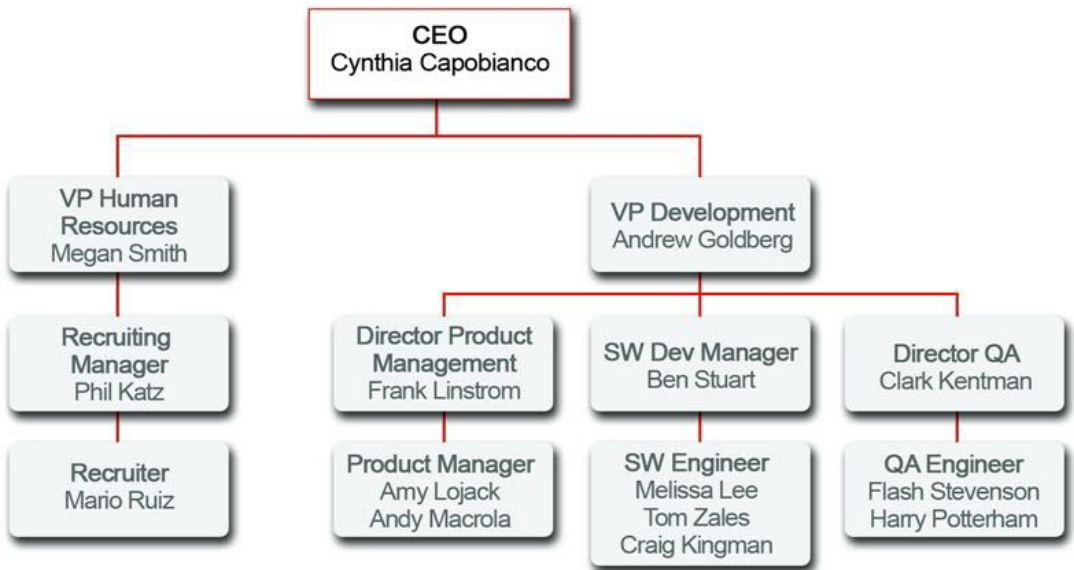 CEO
Cynthia Capobianco
VP Human
Resources
Megan Smith
VP Development
Andrew Goldberg
Recruiting
Manager
Phil Katz
Director Product
Management
Frank Linstrom
SW Dev Manager
Ben Stuart
Director QA
Clark Kentman
Recruiter
Mario Ruiz
Product Manager
Amy Lojack
Andy Macrola
SW Engineer
Melissa Lee
Tom Zales
Craig Kingman
QA Engineer
Flash Stevenson
Harry Potterham